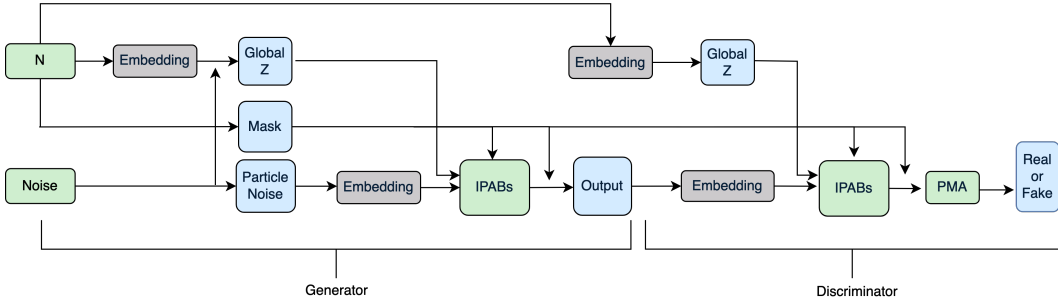 N
Embedding
Global
Z
Embedding
Global
Z
Mask
Noise
Particle
Noise
Embedding
IPABs
Output
Embedding
IPABs
PMA
Real
or
Fake
Generator
Discriminator